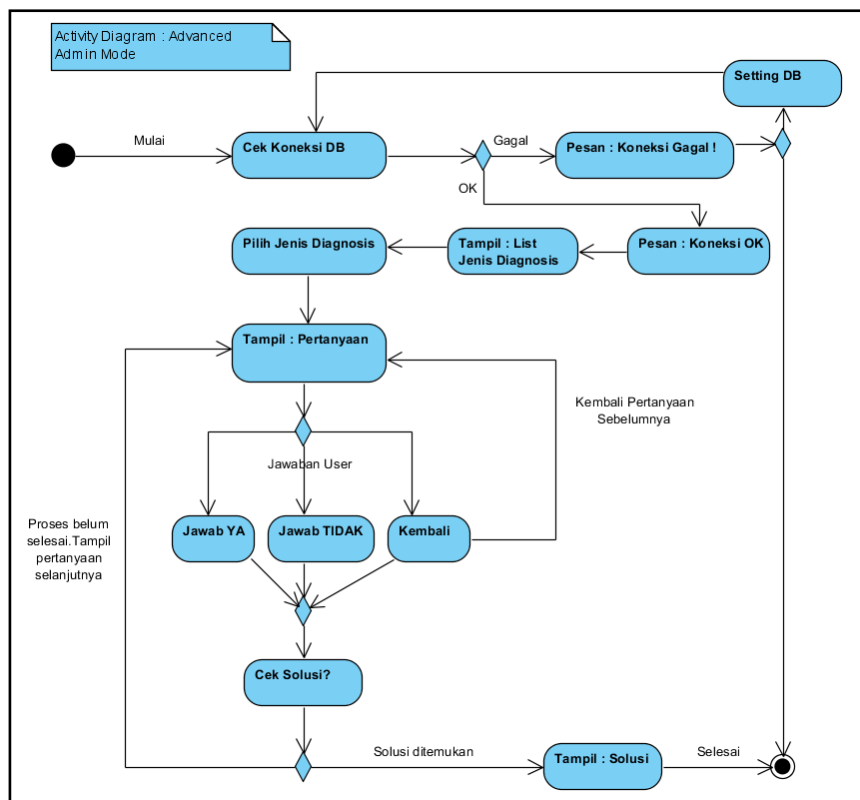 Activity Diagram : Advanced
Admin Mode
Setting DB
Mulai
Cek Koneksi DB
Gagal
Pesan : Koneksi Gagal !
OK
Pilih Jenis Diagnosis
Tampil : List
Jenis Diagnosis
Pesan : Koneksi OK
Tampil : Pertanyaan
Kembali Pertanyaan
Sebelumnya
Jawaban User
Proses belum
selesai.Tampil
pertanyaan
selanjutnya
Jawab YA
Jawab TIDAK
Kembali
Cek Solusi?
Solusi ditemukan
Tampil : Solusi
Selesai